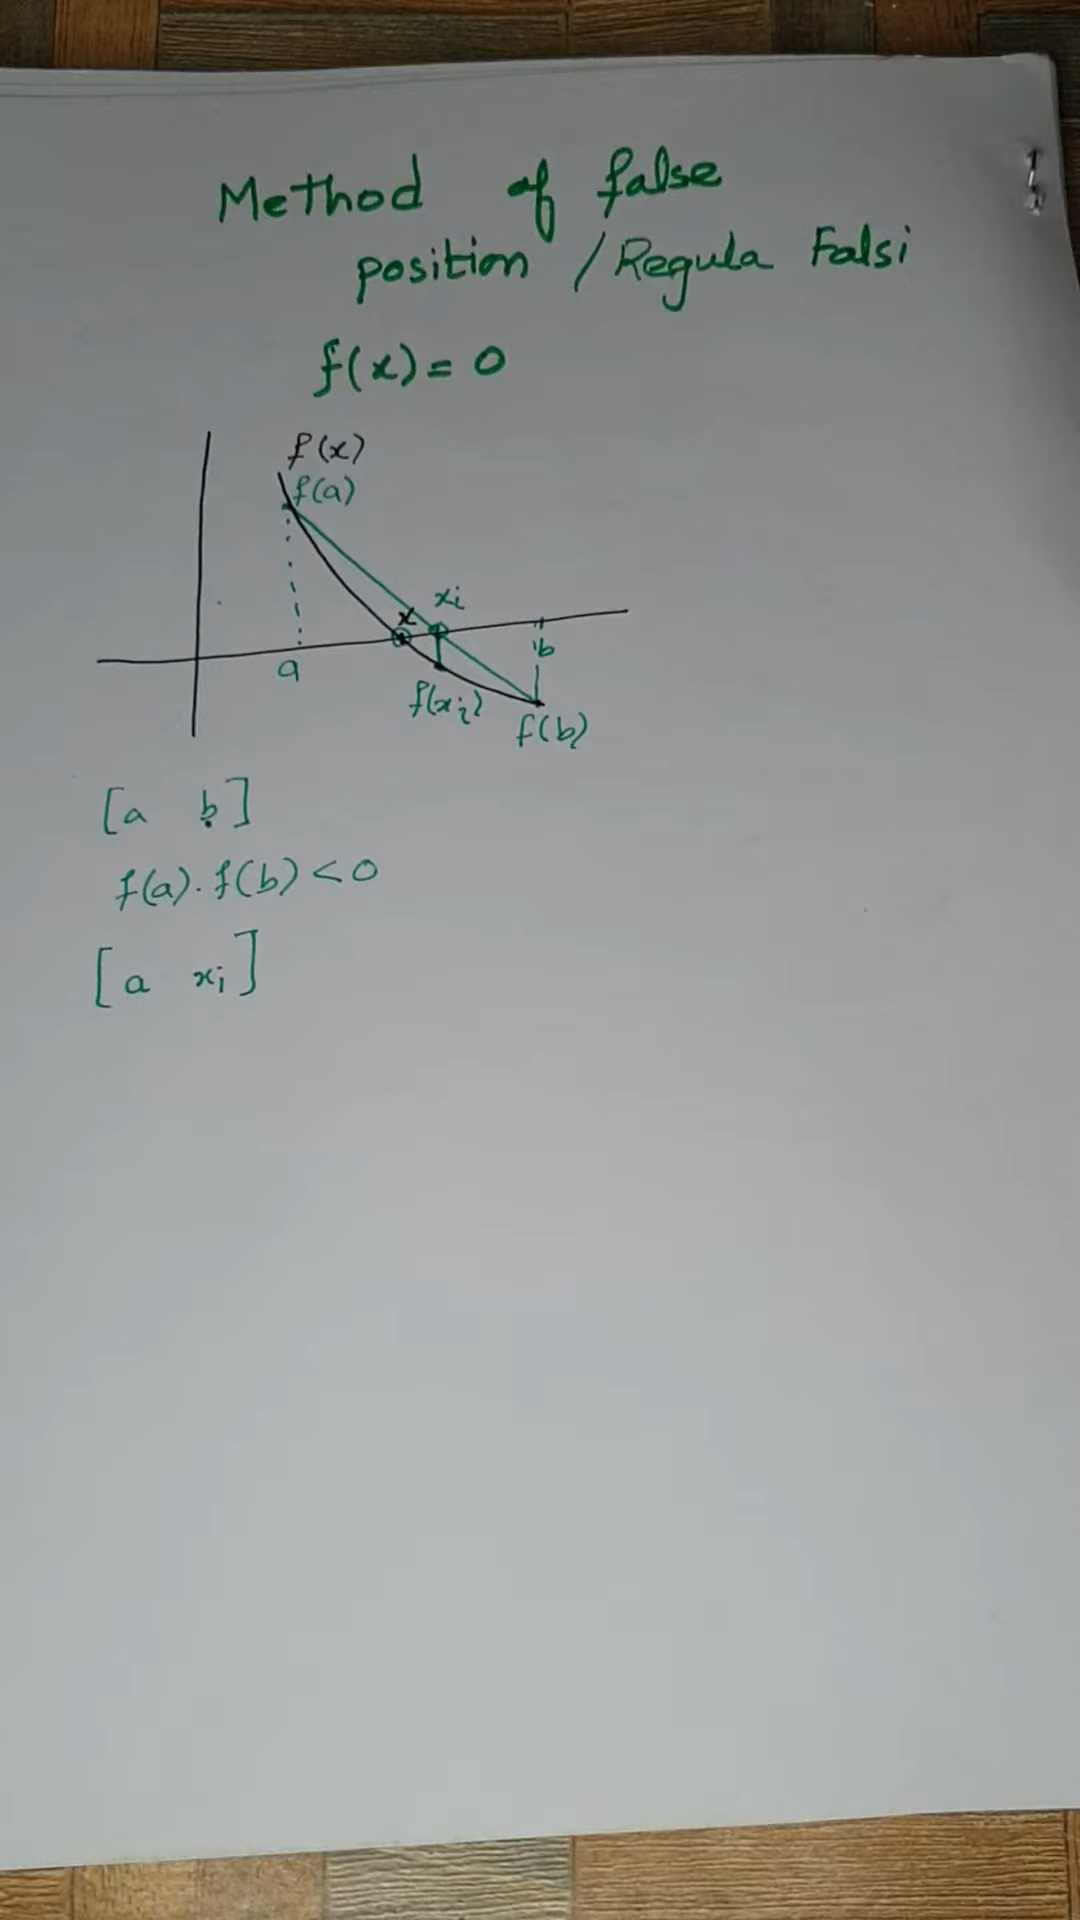 Method of false
position / Regula Falsi
f(x) = 0
f(x)
f(a)
x xi
a b
f(xi) f(b)
[a b]
f(a). f(b) < 0
[a xi]